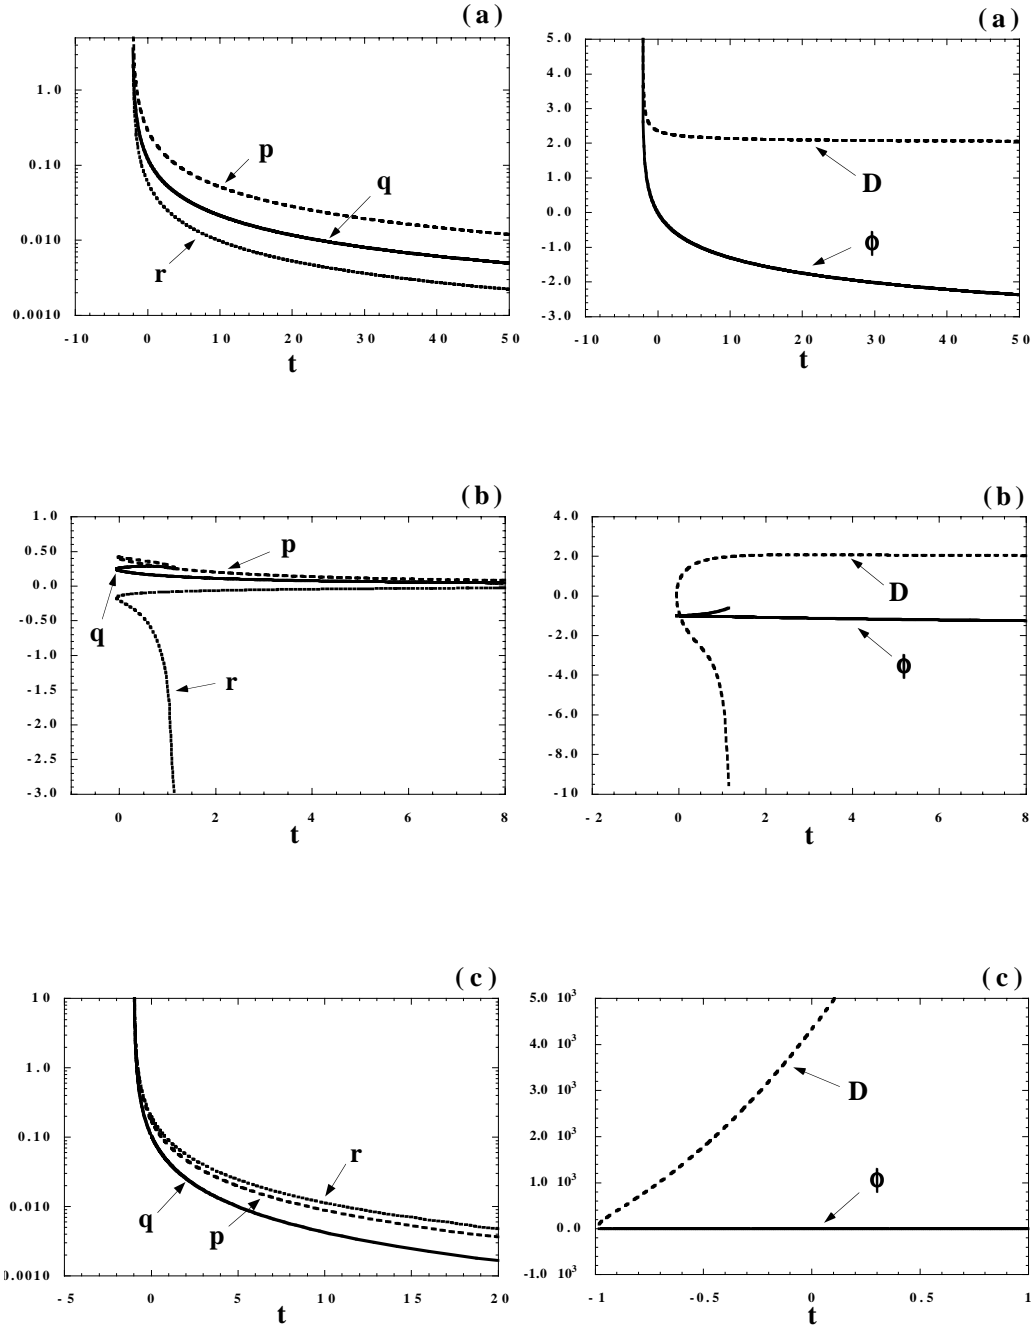 (a)
1.0
0.10
0.010
0.0010
-10 0 10 20 30 40 50
t
p
q
r
(a)
5.0
4.0
3.0
2.0
1.0
0.0
-1.0
-2.0
-3.0
-10 0 10 20 30 40 50
t
D
ϕ
(b)
1.0
0.50
0.0
-0.50
-1.0
-1.5
-2.0
-2.5
-3.0
0 2 4 6 8
t
p
q
r
(b)
4.0
2.0
0.0
-2.0
-4.0
-6.0
-8.0
-10
-2 0 2 4 6 8
t
D
ϕ
(c)
10
1.0
0.10
0.010
0.0010
-5 0 5 10 15 20
t
r
q
p
(c)
5.0 10³
4.0 10³
3.0 10³
2.0 10³
1.0 10³
0.0
-1.0 10³
-1 -0.5 0 0.5 1
t
D
ϕ